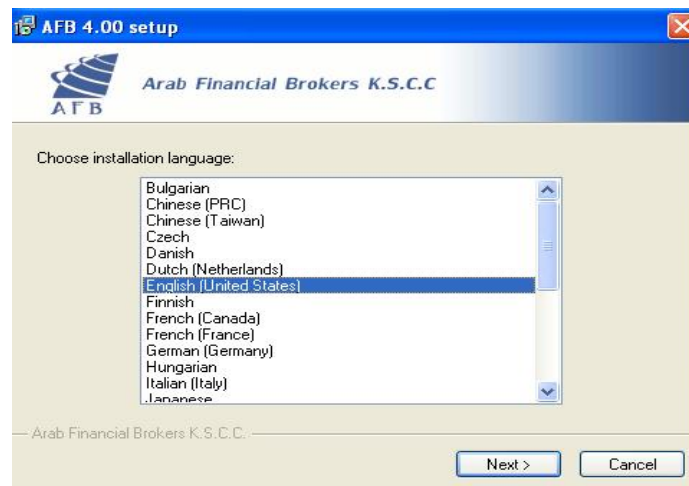 AFB 4.00 setup
AFB
Arab Financial Brokers K.S.C.C
Choose installation language:
Bulgarian
Chinese (PRC)
Chinese (Taiwan)
Czech
Danish
Dutch (Netherlands)
English (United States)
Finnish
French (Canada)
French (France)
German (Germany)
Hungarian
Italian (Italy)
Japanese
Arab Financial Brokers K.S.C.C.
Next >
Cancel